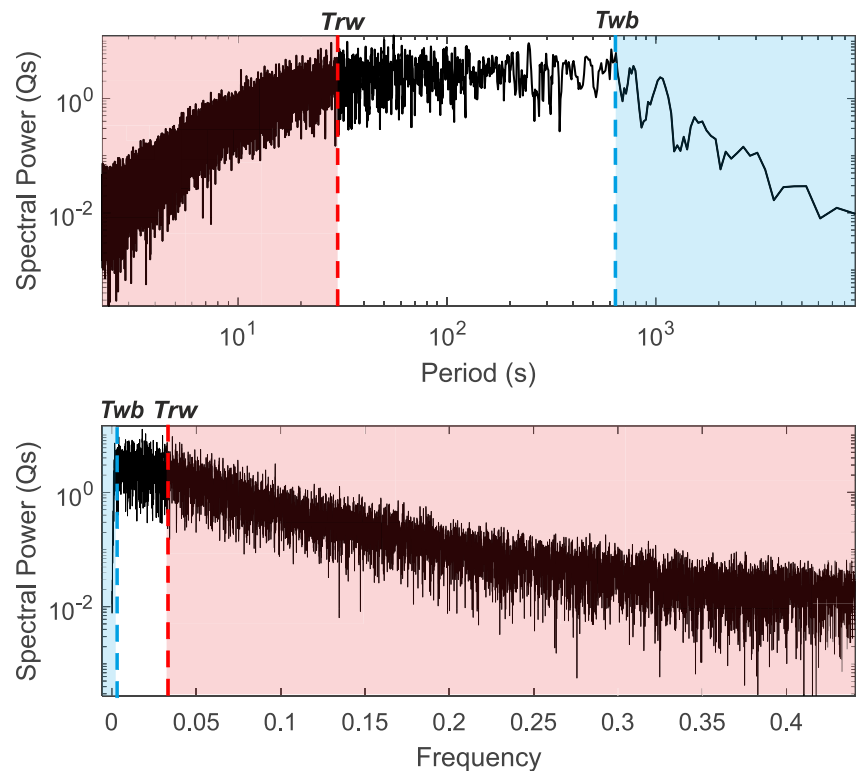 Trw Twb
Spectral Power (Qs)
10^0
10^-2
10^1 10^2 10^3
Period (s)
Twb Trw
Spectral Power (Qs)
10^0
10^-2
0 0.05 0.1 0.15 0.2 0.25 0.3 0.35 0.4
Frequency